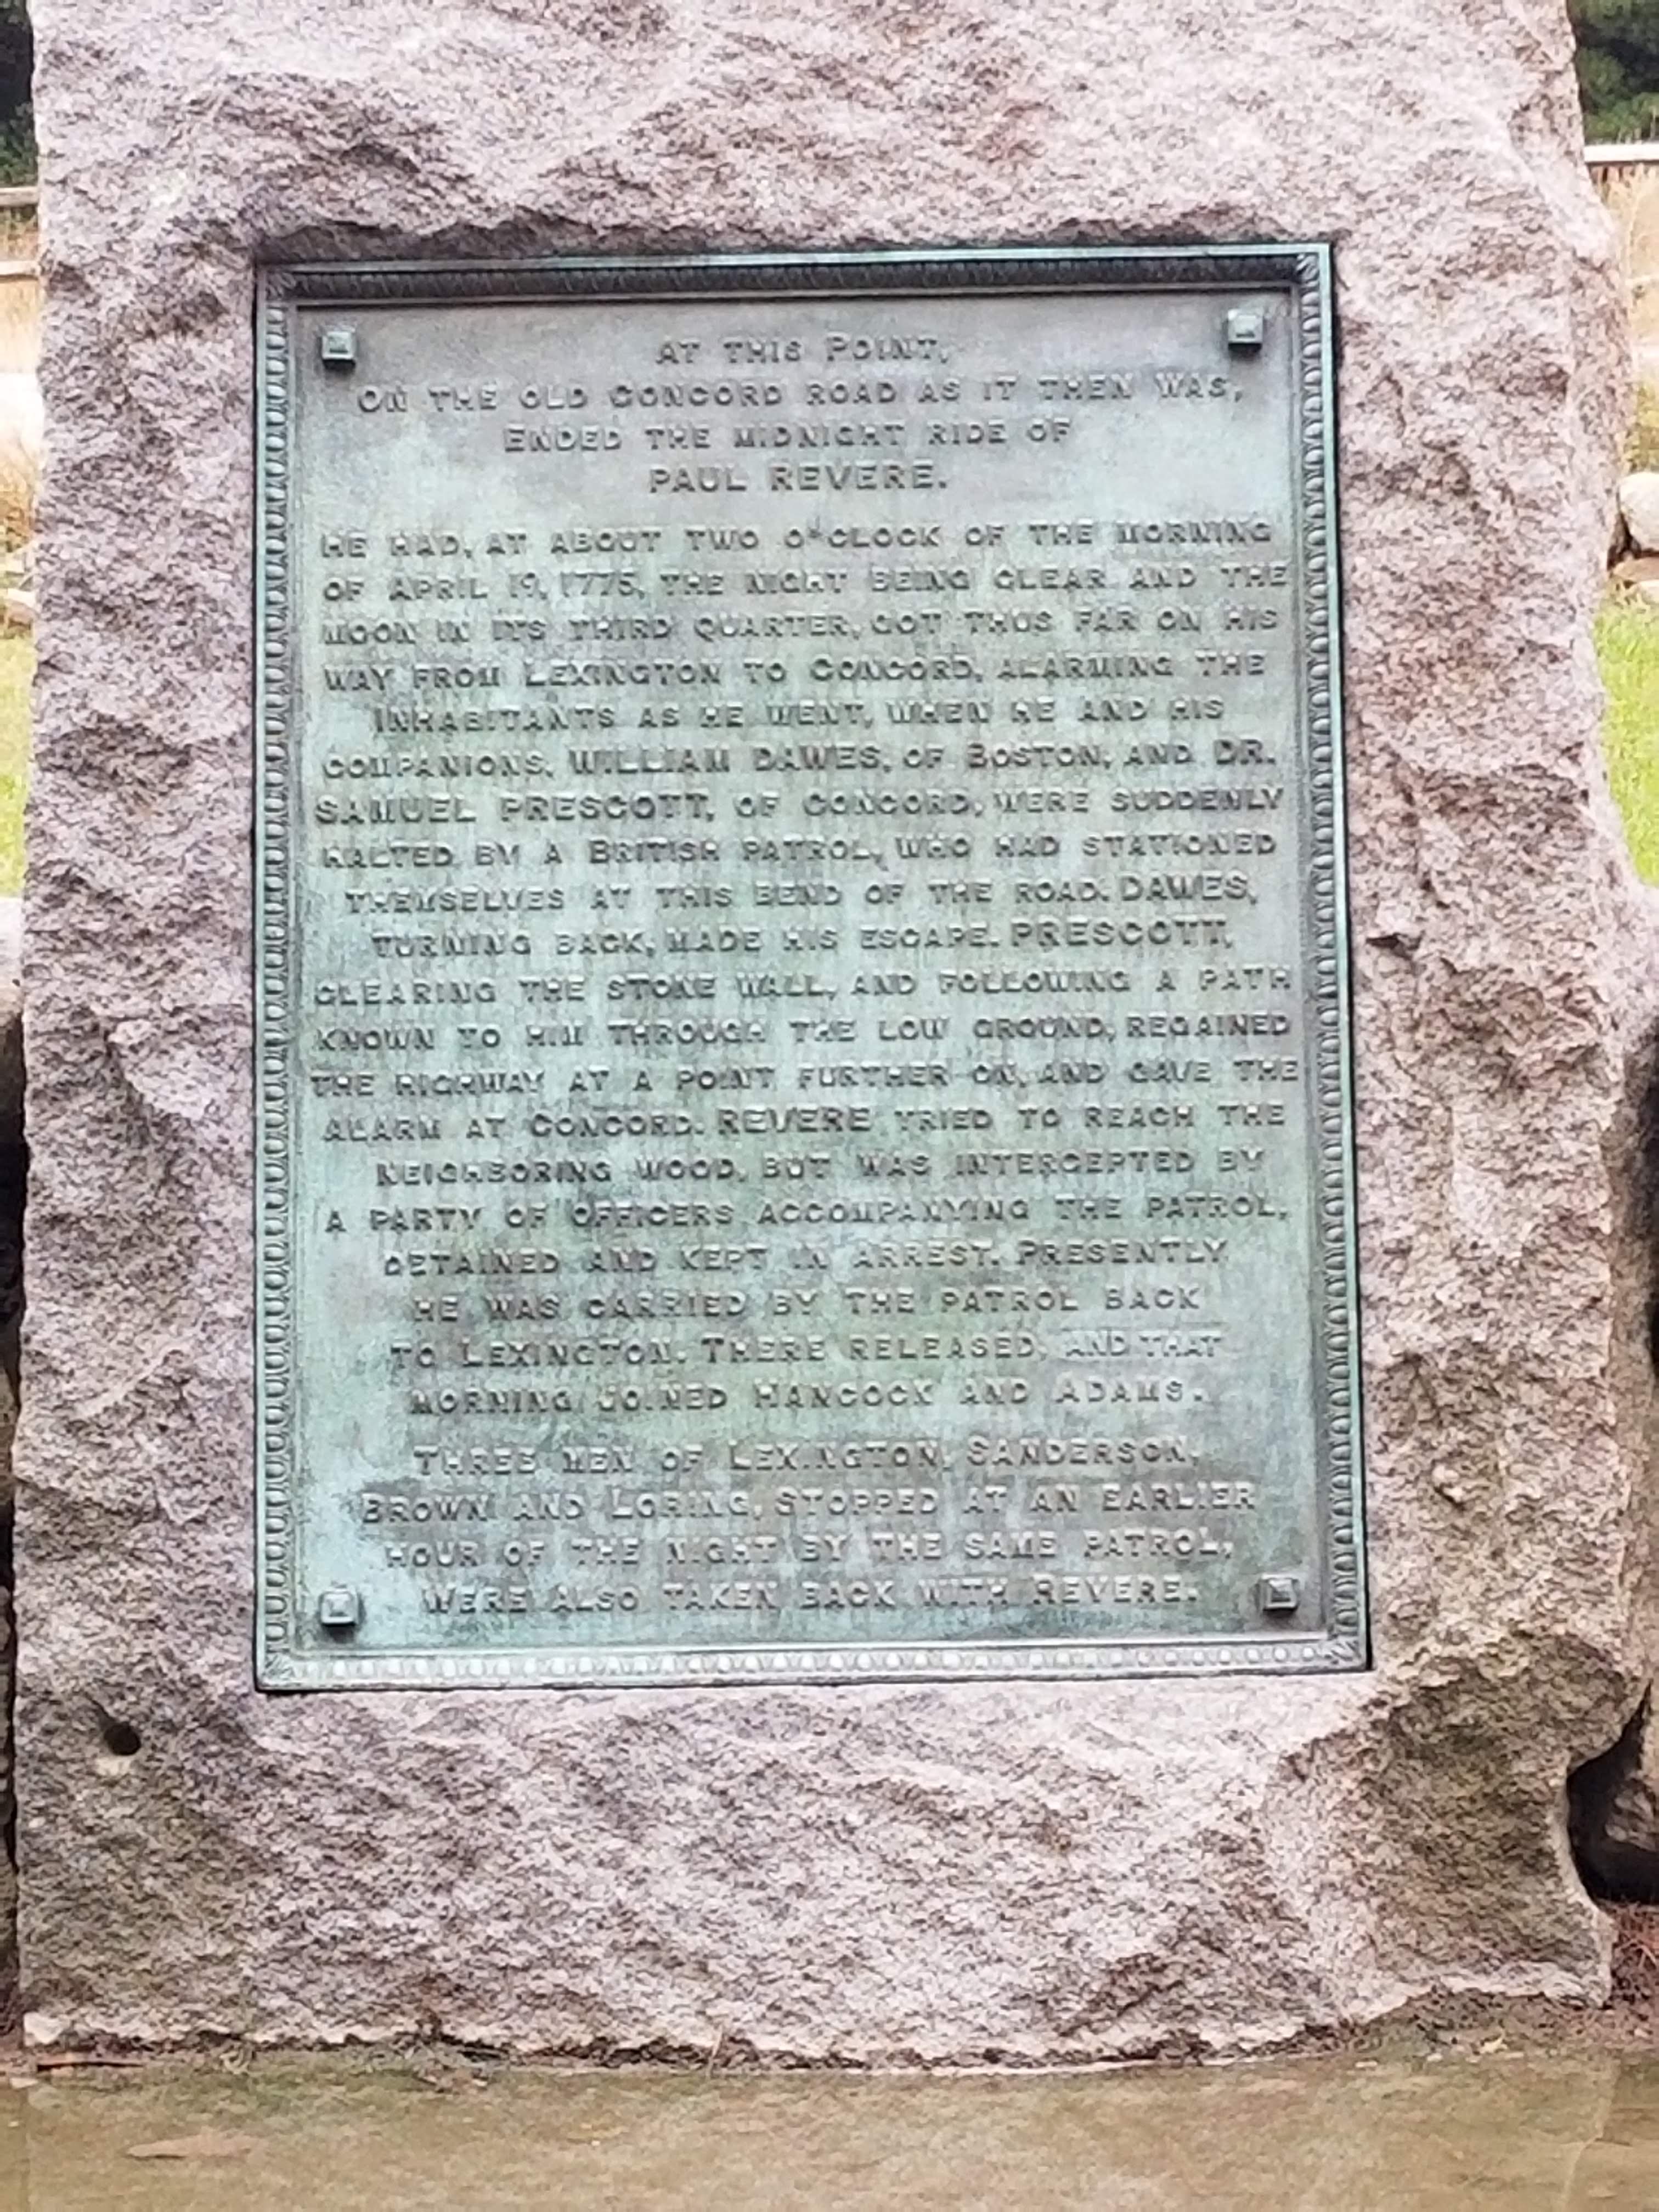 AT THIS POINT,
ON THE OLD CONCORD ROAD AS IT THEN WAS,
ENDED THE MIDNIGHT RIDE OF
PAUL REVERE.
HE HAD, AT ABOUT TWO O'CLOCK OF THE MORNING
OF APRIL 19, 1775, THE NIGHT BEING CLEAR AND THE
MOON IN ITS THIRD QUARTER, GOT THUS FAR ON HIS
WAY FROM LEXINGTON TO CONCORD, ALARMING THE
INHABITANTS AS HE WENT, WHEN HE AND HIS
COMPANIONS, WILLIAM DAWES, OF BOSTON, AND DR.
SAMUEL PRESCOTT, OF CONCORD, WERE SUDDENLY
HALTED BY A BRITISH PATROL, WHO HAD STATIONED
THEMSELVES AT THIS BEND OF THE ROAD. DAWES,
TURNING BACK, MADE HIS ESCAPE. PRESCOTT,
CLEARING THE STONE WALL, AND FOLLOWING A PATH
KNOWN TO HIM THROUGH THE LOW GROUND, REGAINED
THE HIGHWAY AT A POINT FURTHER ON, AND GAVE THE
ALARM AT CONCORD. REVERE TRIED TO REACH THE
NEIGHBORING WOOD, BUT WAS INTERCEPTED BY
A PARTY OF OFFICERS ACCOMPANYING THE PATROL,
DETAINED AND KEPT IN ARREST. PRESENTLY
HE WAS CARRIED BY THE PATROL BACK
TO LEXINGTON. THERE RELEASED, AND THAT
MORNING JOINED HANCOCK AND ADAMS.
THREE MEN OF LEXINGTON, SANDERSON,
BROWN AND LORING, STOPPED AT AN EARLIER
HOUR OF THE NIGHT BY THE SAME PATROL,
WERE ALSO TAKEN BACK WITH REVERE.